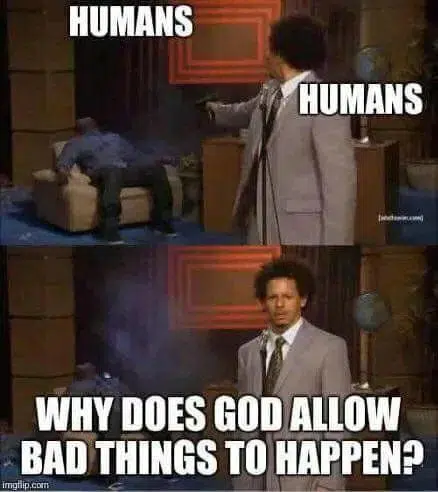 HUMANS
HUMANS
WHY DOES GOD ALLOW
BAD THINGS TO HAPPEN?
imgflip.com